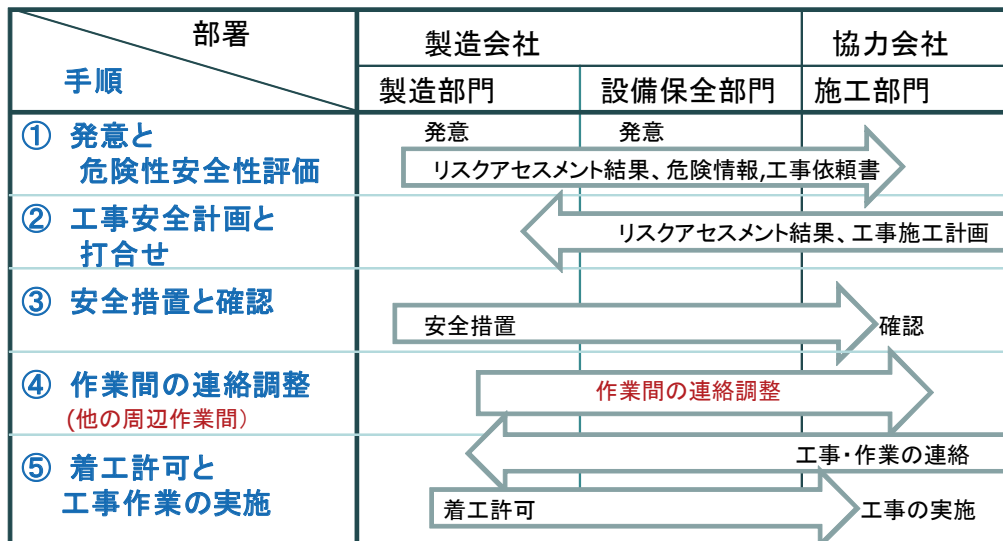 部署
手順
製造会社
協力会社
製造部門
設備保全部門
施工部門
① 発意と
危険性安全性評価
発意
発意
リスクアセスメント結果、危険情報,工事依頼書
② 工事安全計画と
打合せ
リスクアセスメント結果、工事施工計画
③ 安全措置と確認
安全措置
確認
④ 作業間の連絡調整
(他の周辺作業間）
作業間の連絡調整
⑤ 着工許可と
工事作業の実施
工事・作業の連絡
着工許可
工事の実施